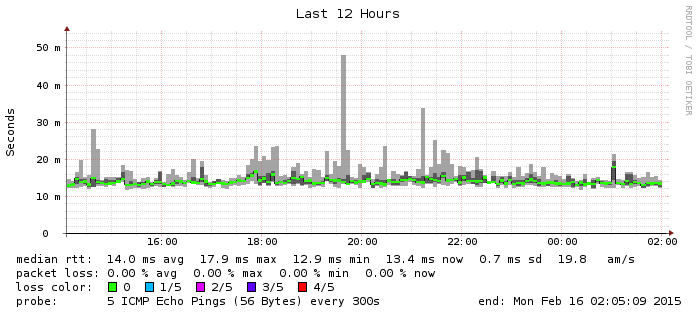 Last 12 Hours
RRDTOOL / TOBI OETIKER
Seconds
50 m
40 m
30 m
20 m
10 m
0
16:00 18:00 20:00 22:00 00:00 02:00
median rtt: 14.0 ms avg 17.9 ms max 12.9 ms min 13.4 ms now 0.7 ms sd 19.8 am/s
packet loss: 0.00 % avg 0.00 % max 0.00 % min 0.00 % now
loss color: 0 1/5 2/5 3/5 4/5
probe: 5 ICMP Echo Pings (56 Bytes) every 300s end: Mon Feb 16 02:05:09 2015